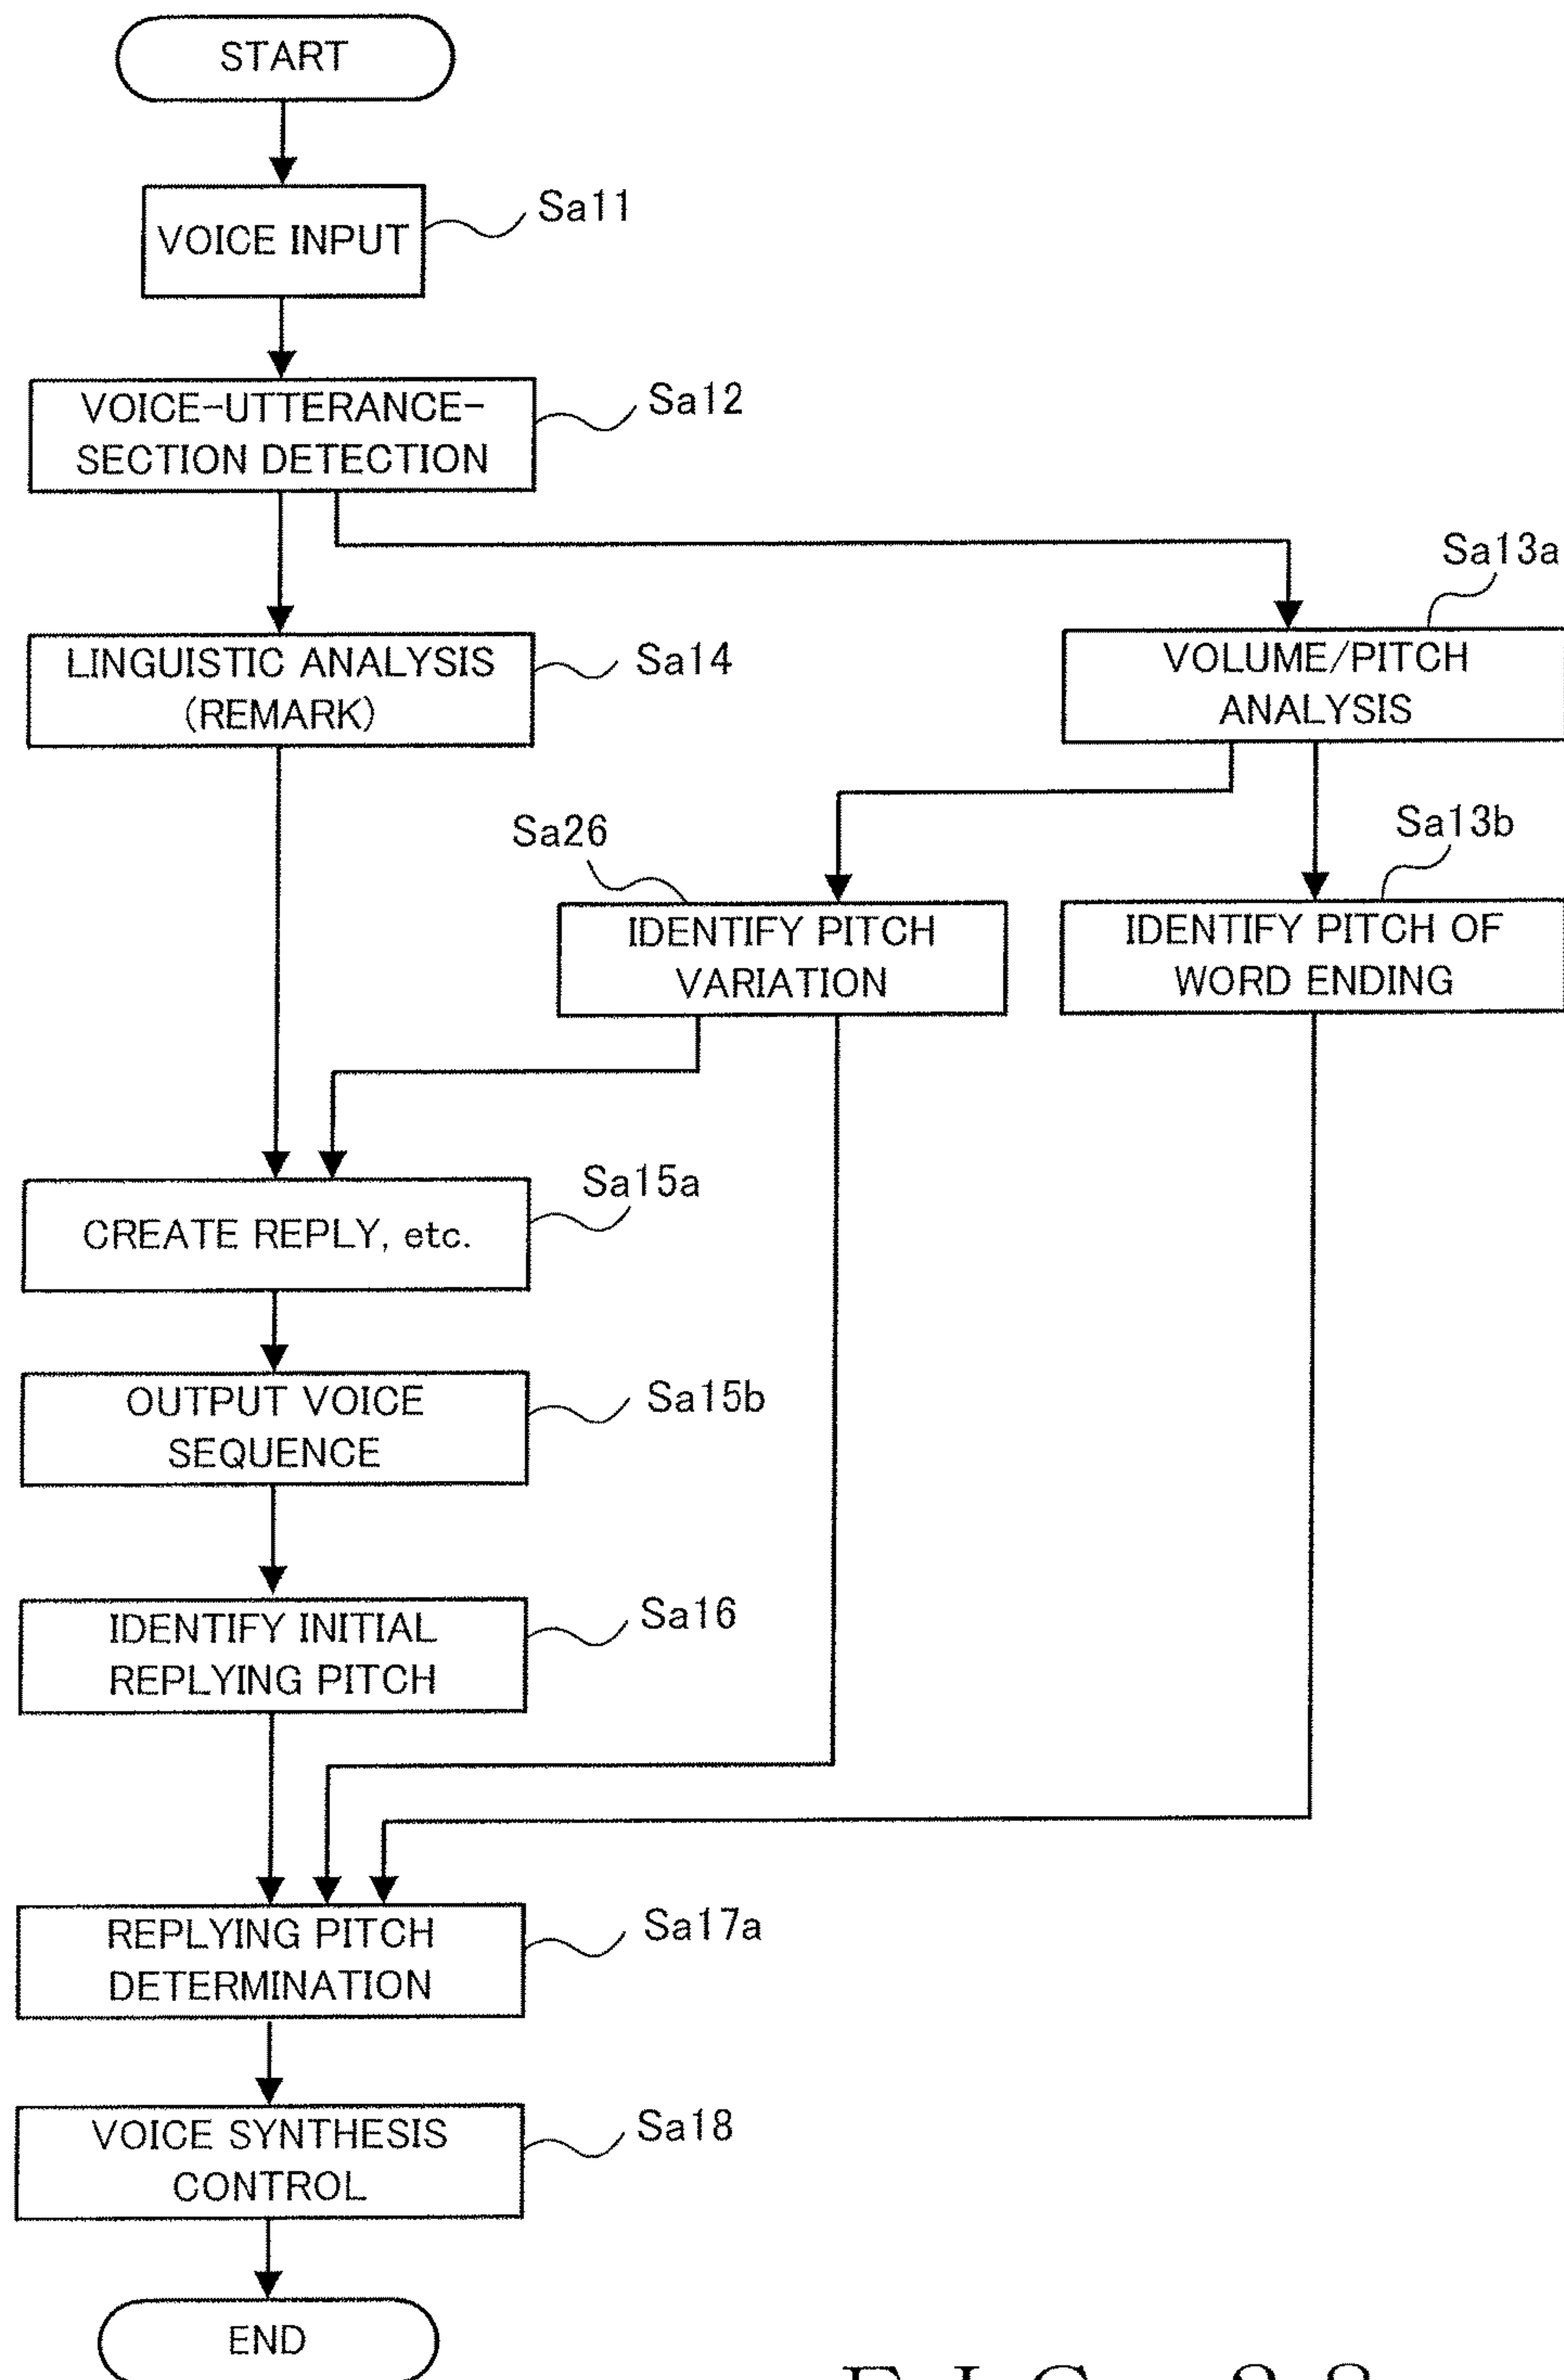 START
VOICE INPUT
Sa11
VOICE-UTTERANCE-
SECTION DETECTION
Sa12
Sa13a
LINGUISTIC ANALYSIS
(REMARK)
Sa14
VOLUME/PITCH
ANALYSIS
Sa26
Sa13b
IDENTIFY PITCH
VARIATION
IDENTIFY PITCH OF
WORD ENDING
Sa15a
CREATE REPLY, etc.
OUTPUT VOICE
SEQUENCE
Sa15b
IDENTIFY INITIAL
REPLYING PITCH
Sa16
REPLYING PITCH
DETERMINATION
Sa17a
VOICE SYNTHESIS
CONTROL
Sa18
END